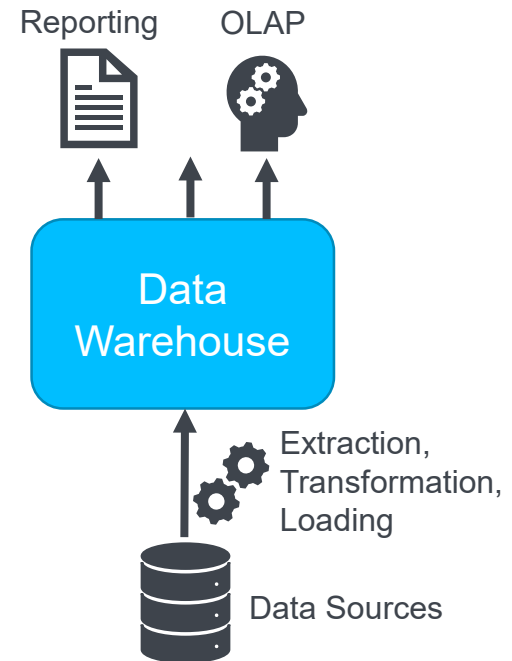 Reporting
OLAP
Data
Warehouse
Extraction,
Transformation,
Loading
Data Sources